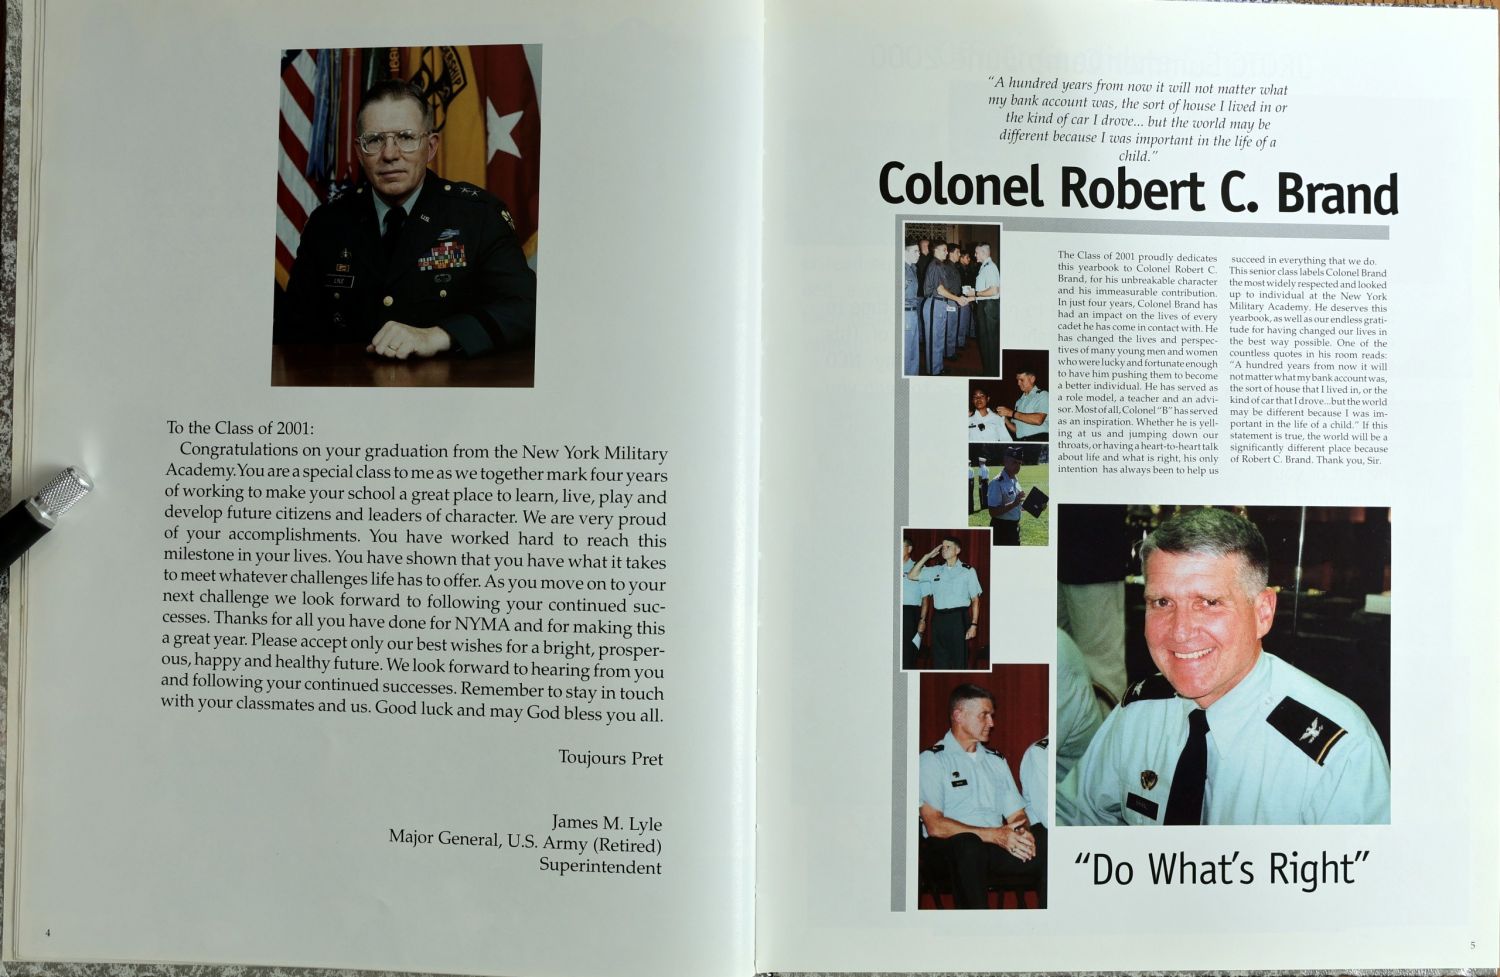 To the Class of 2001:
Congratulations on your graduation from the New York Military
Academy.You are a special class to me as we together mark four years
of working to make your school a great place to learn, live, play and
develop future citizens and leaders of character. We are very proud
of your accomplishments. You have worked hard to reach this
milestone in your lives. You have shown that you have what it takes
to meet whatever challenges life has to offer. As you move on to your
next challenge we look forward to following your continued suc-
cesses. Thanks for all you have done for NYMA and for making this
a great year. Please accept only our best wishes for a bright, prosper-
ous, happy and healthy future. We look forward to hearing from you
and following your continued successes. Remember to stay in touch
with your classmates and us. Good luck and may God bless you all.
Toujours Pret
James M. Lyle
Major General, U.S. Army (Retired)
Superintendent
4
“A hundred years from now it will not matter what
my bank account was, the sort of house I lived in or
the kind of car I drove... but the world may be
different because I was important in the life of a
child.”
Colonel Robert C. Brand
The Class of 2001 proudly dedicates
this yearbook to Colonel Robert C.
Brand, for his unbreakable character
and his immeasurable contribution.
In just four years, Colonel Brand has
had an impact on the lives of every
cadet he has come in contact with. He
has changed the lives and perspec-
tives of many young men and women
who were lucky and fortunate enough
to have him pushing them to become
a better individual. He has served as
a role model, a teacher and an advi-
sor. Most of all, Colonel “B” has served
as an inspiration. Whether he is yell-
ing at us and jumping down our
throats, or having a heart-to-heart talk
about life and what is right, his only
intention has always been to help us
succeed in everything that we do.
This senior class labels Colonel Brand
the most widely respected and looked
up to individual at the New York
Military Academy. He deserves this
yearbook, as well as our endless grati-
tude for having changed our lives in
the best way possible. One of the
countless quotes in his room reads:
“A hundred years from now it will
not matter what my bank account was,
the sort of house that I lived in, or the
kind of car that I drove...but the world
may be different because I was im-
portant in the life of a child.” If this
statement is true, the world will be a
significantly different place because
of Robert C. Brand. Thank you, Sir.
“Do What’s Right”
5